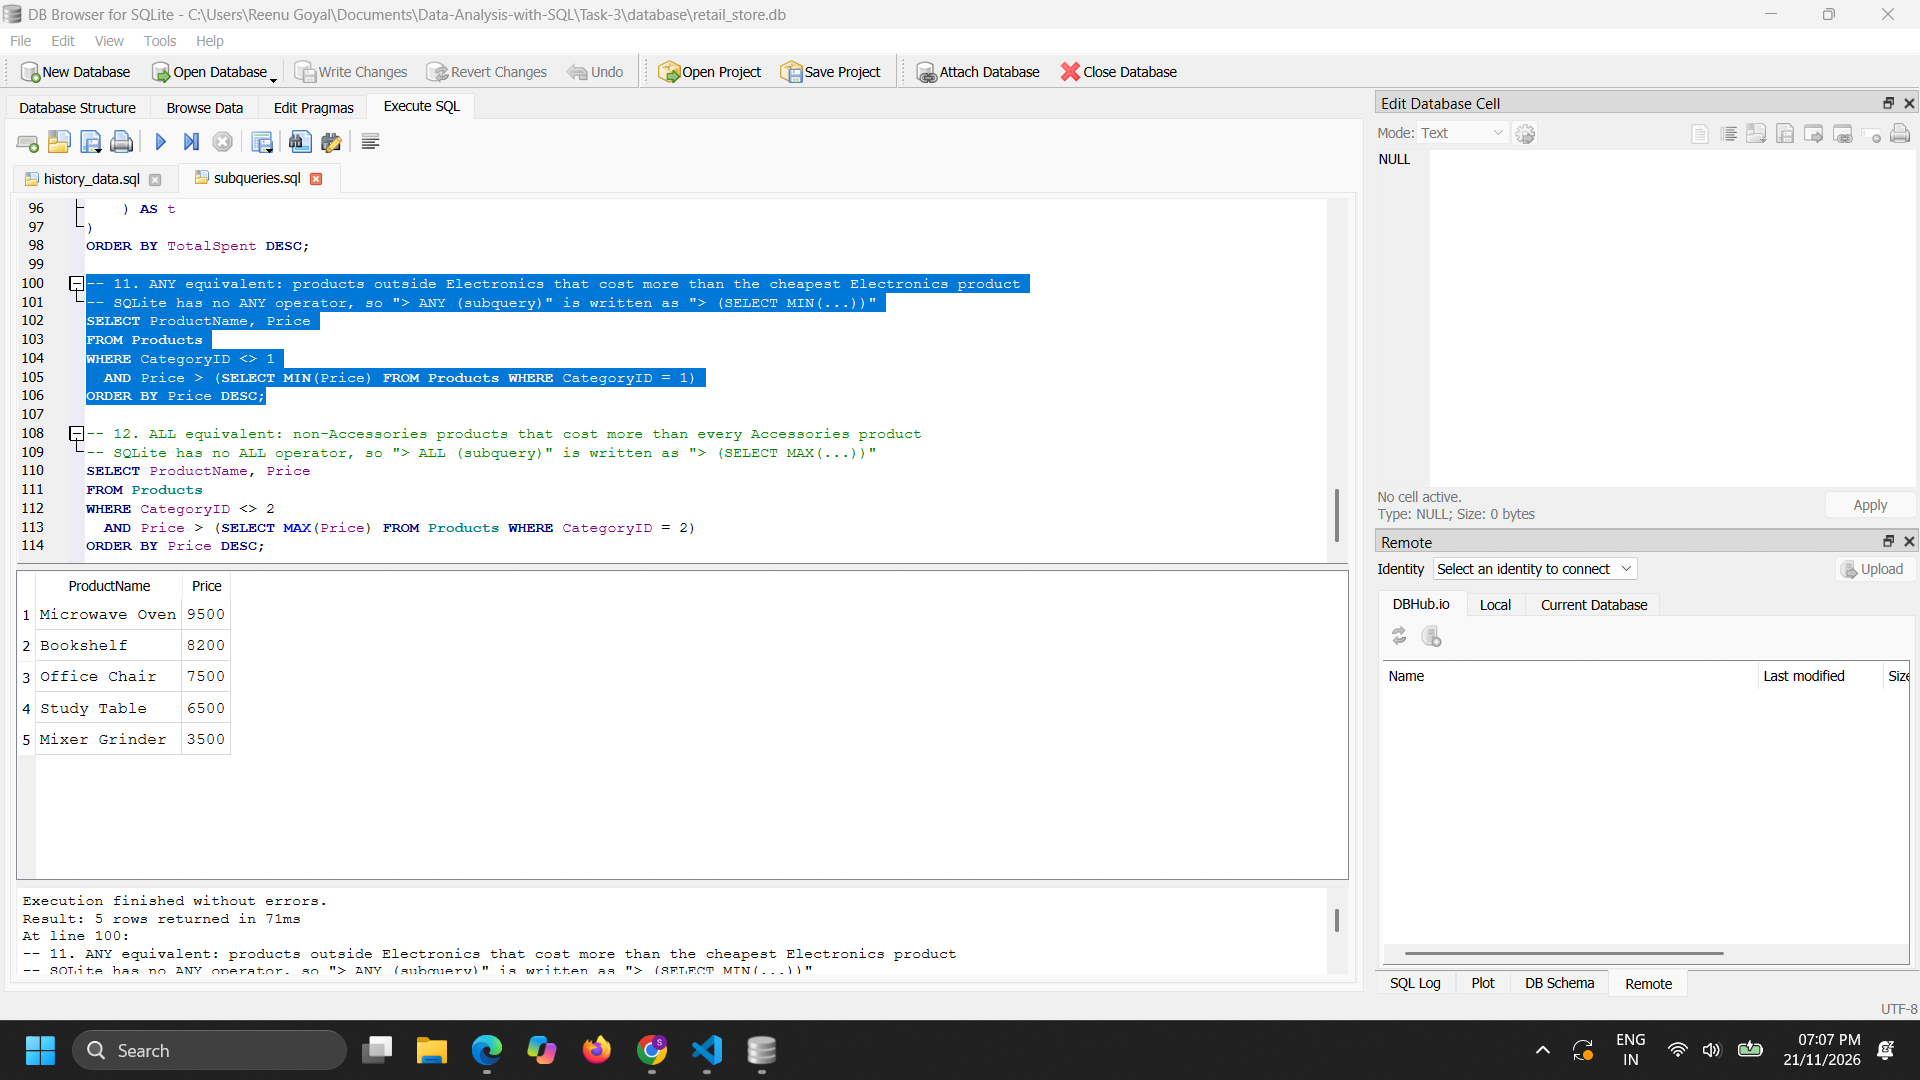 DB Browser for SQLite - C:\Users\Reenu Goyal\Documents\Data-Analysis-with-SQL\Task-3\database\retail_store.db
File Edit View Tools Help
New Database Open Database Write Changes Revert Changes Undo Open Project Save Project Attach Database Close Database
Database Structure Browse Data Edit Pragmas Execute SQL
history_data.sql subqueries.sql
96 ) AS t
97 )
98 ORDER BY TotalSpent DESC;
99
100 -- 11. ANY equivalent: products outside Electronics that cost more than the cheapest Electronics product
101 -- SQLite has no ANY operator, so "> ANY (subquery)" is written as "> (SELECT MIN(...))"
102 SELECT ProductName, Price
103 FROM Products
104 WHERE CategoryID <> 1
105 AND Price > (SELECT MIN(Price) FROM Products WHERE CategoryID = 1)
106 ORDER BY Price DESC;
107
108 -- 12. ALL equivalent: non-Accessories products that cost more than every Accessories product
109 -- SQLite has no ALL operator, so "> ALL (subquery)" is written as "> (SELECT MAX(...))"
110 SELECT ProductName, Price
111 FROM Products
112 WHERE CategoryID <> 2
113 AND Price > (SELECT MAX(Price) FROM Products WHERE CategoryID = 2)
114 ORDER BY Price DESC;
ProductName Price
1 Microwave Oven 9500
2 Bookshelf 8200
3 Office Chair 7500
4 Study Table 6500
5 Mixer Grinder 3500
Execution finished without errors.
Result: 5 rows returned in 71ms
At line 100:
-- 11. ANY equivalent: products outside Electronics that cost more than the cheapest Electronics product
-- SQLite has no ANY operator, so "> ANY (subquery)" is written as "> (SELECT MIN(...))"
Edit Database Cell
Mode: Text
NULL
No cell active.
Type: NULL; Size: 0 bytes
Apply
Remote
Identity Select an identity to connect Upload
DBHub.io Local Current Database
Name Last modified Size
SQL Log Plot DB Schema Remote
UTF-8
Search
ENG
IN
07:07 PM
21/11/2026